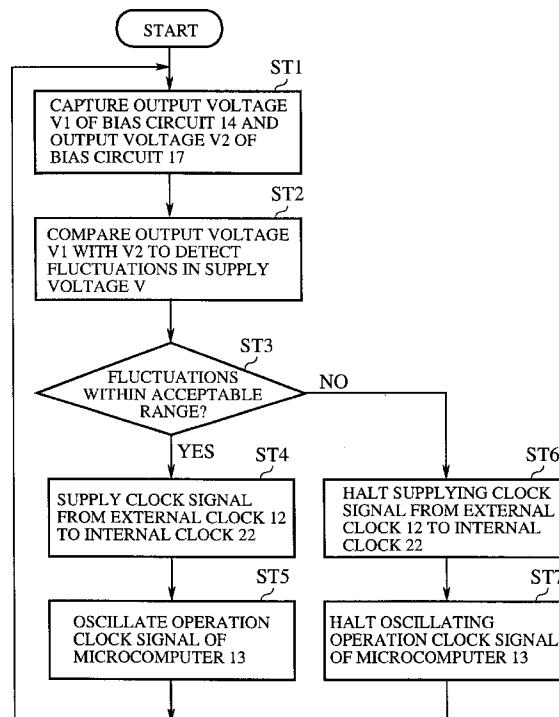 START
ST1
CAPTURE OUTPUT VOLTAGE
V1 OF BIAS CIRCUIT 14 AND
OUTPUT VOLTAGE V2 OF
BIAS CIRCUIT 17
ST2
COMPARE OUTPUT VOLTAGE
V1 WITH V2 TO DETECT
FLUCTUATIONS IN SUPPLY
VOLTAGE V
ST3
FLUCTUATIONS
WITHIN ACCEPTABLE
RANGE?
NO
YES
ST4
SUPPLY CLOCK SIGNAL
FROM EXTERNAL CLOCK 12
TO INTERNAL CLOCK 22
ST6
HALT SUPPLYING CLOCK
SIGNAL FROM EXTERNAL
CLOCK 12 TO INTERNAL
CLOCK 22
ST5
OSCILLATE OPERATION
CLOCK SIGNAL OF
MICROCOMPUTER 13
ST7
HALT OSCILLATING
OPERATION CLOCK SIGNAL
OF MICROCOMPUTER 13